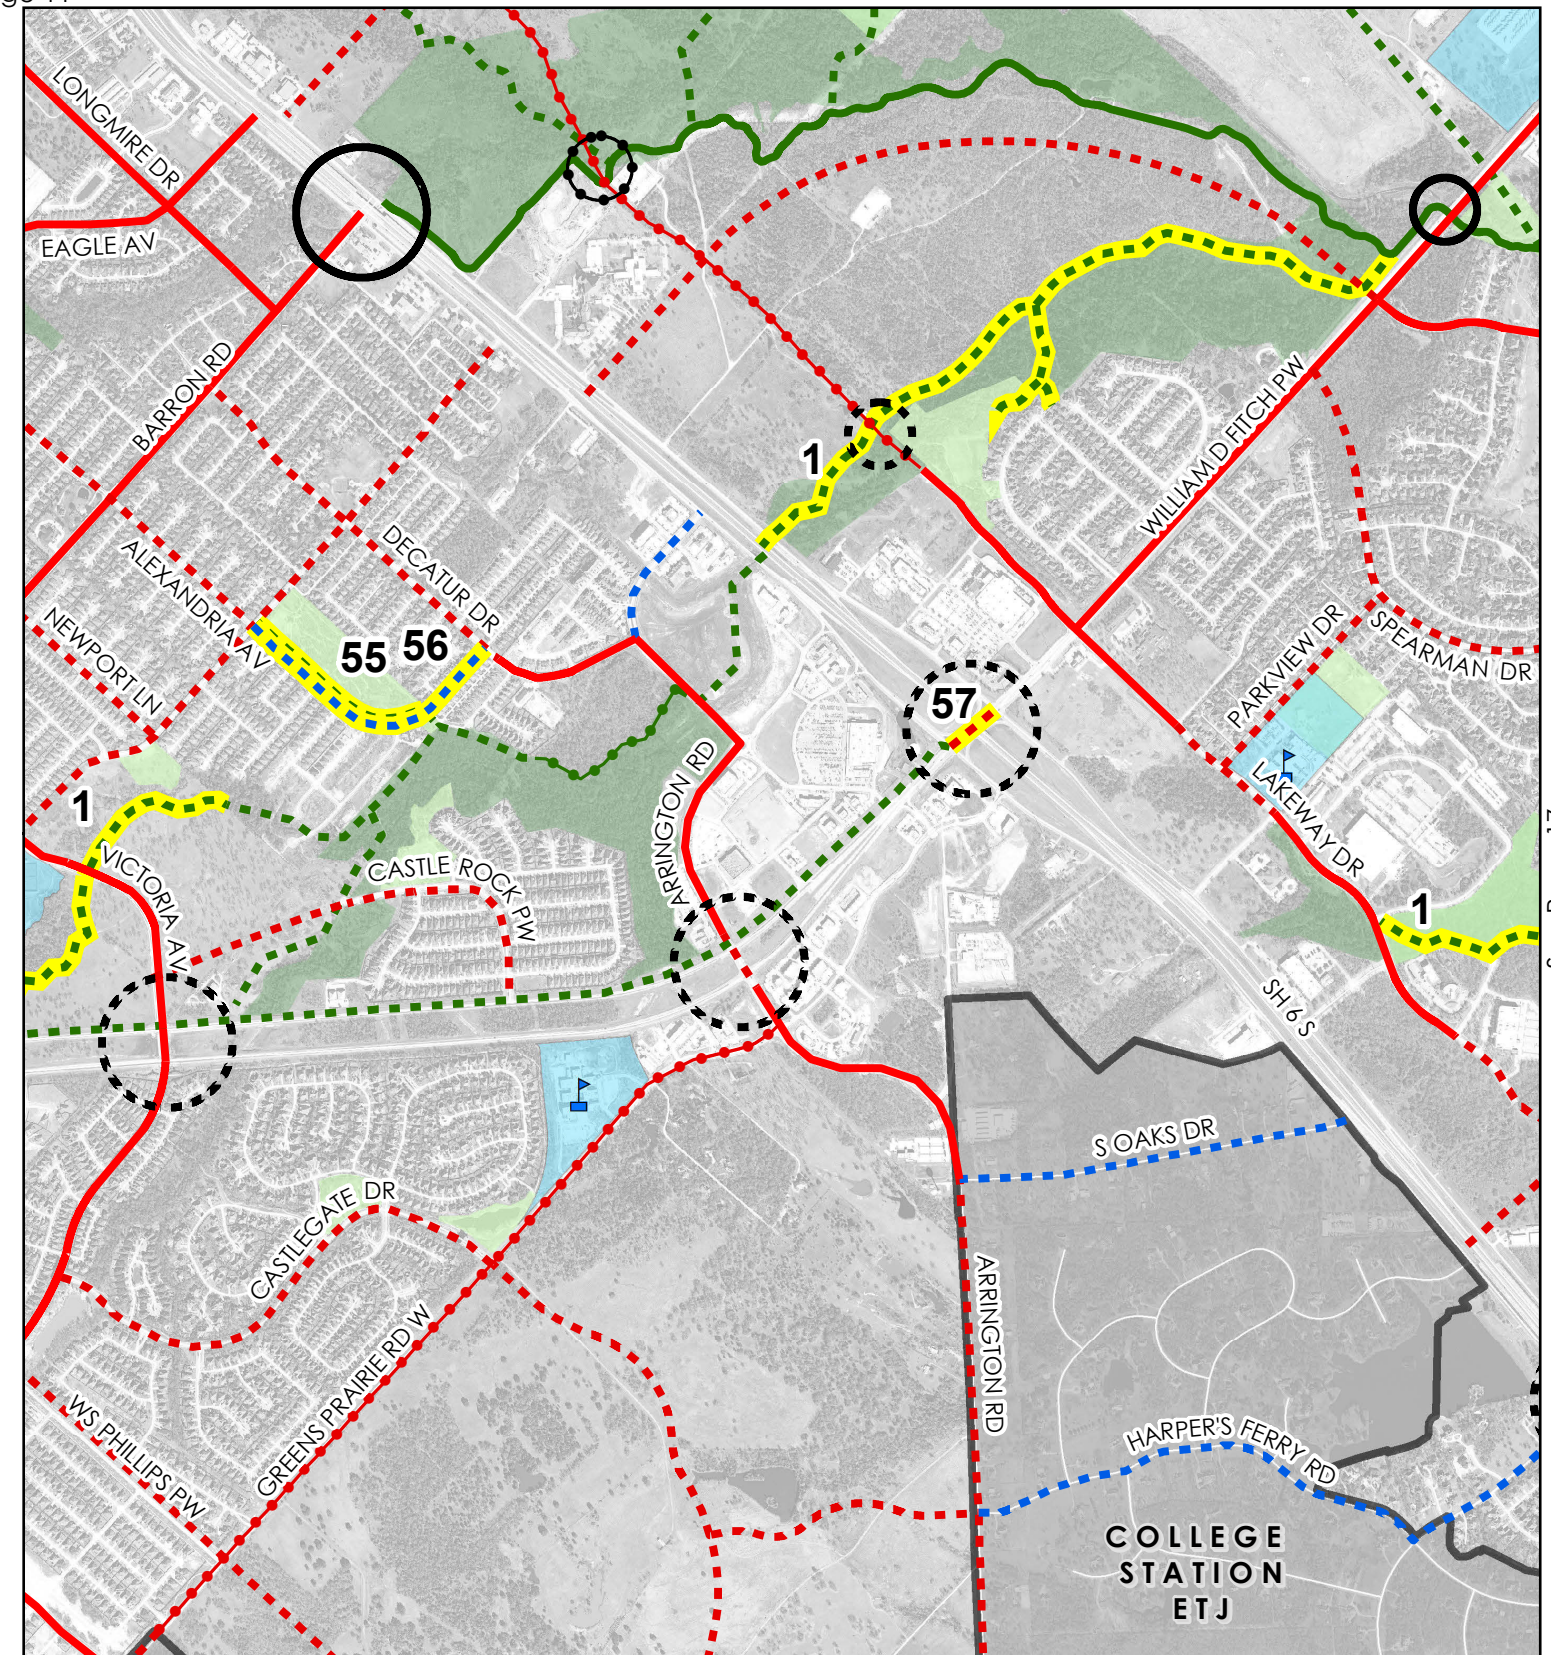 LONGMIRE DR
EAGLE AV
BARRON RD
1
WILLIAM D FITCH PW
DECATUR DR
ALEXANDRIA AV
NEWPORT LN
55
56
57
PARKVIEW DR
SPEARMAN DR
ARRINGTON RD
LAKEWAY DR
1
VICTORIA AV
CASTLE ROCK PW
1
SH 6 S
S OAKS DR
CASTLEGATE DR
ARRINGTON RD
GREENS PRAIRIE RD W
WS PHILLIPS PW
HARPER'S FERRY RD
COLLEGE
STATION
ETJ